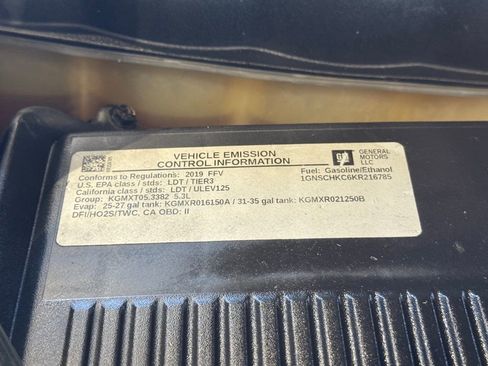 VEHICLE EMISSION
CONTROL INFORMATION
gm
GENERAL
MOTORS
LLC
Conforms to Regulations: 2019 FFV
Fuel: Gasoline/Ethanol
U.S. EPA class / stds: LDT / TIER3
1GNSCHKC6KR216785
California class / stds: LDT / ULEV125
Group: KGMXT05.3382 5.3L
Evap: 25-27 gal tank: KGMXR016150A / 31-35 gal tank: KGMXR021250B
DFI/HO2S/TWC, CA OBD: II